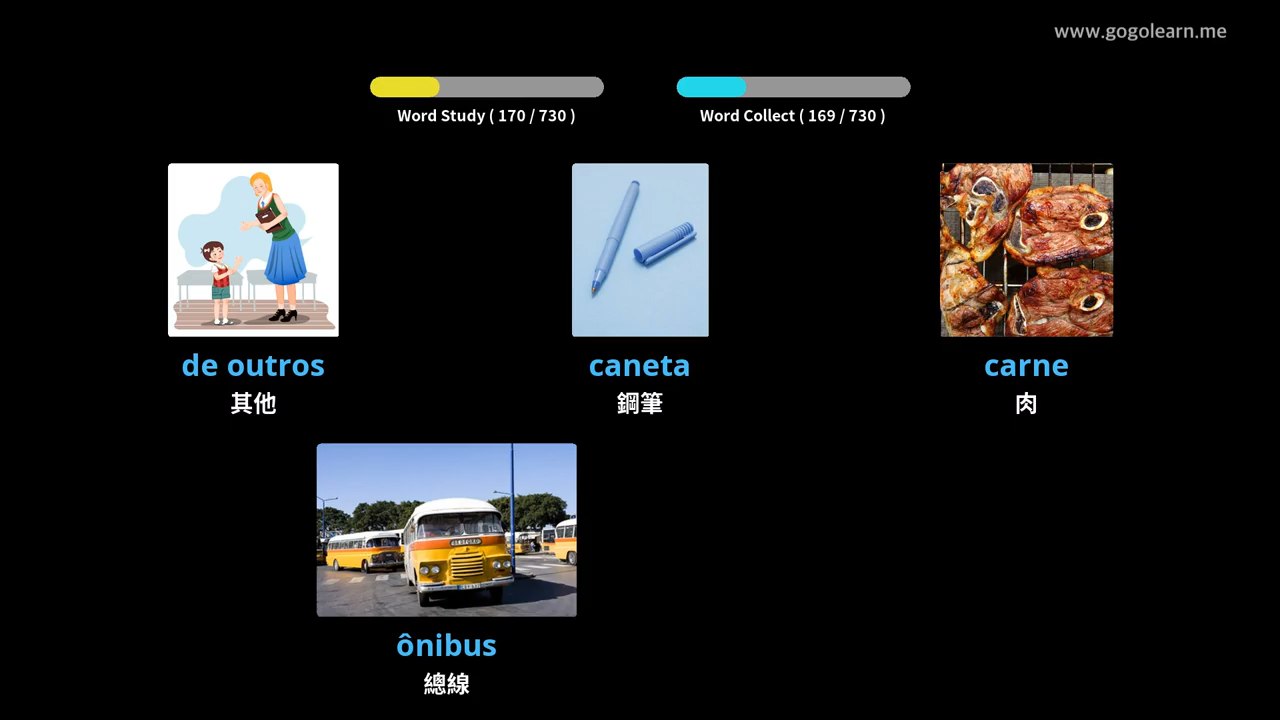 www.gogolearn.me
Word Study ( 170 / 730 )
Word Collect ( 169 / 730 )
de outros
其他
caneta
鋼筆
carne
肉
BEDFORD
ônibus
總線